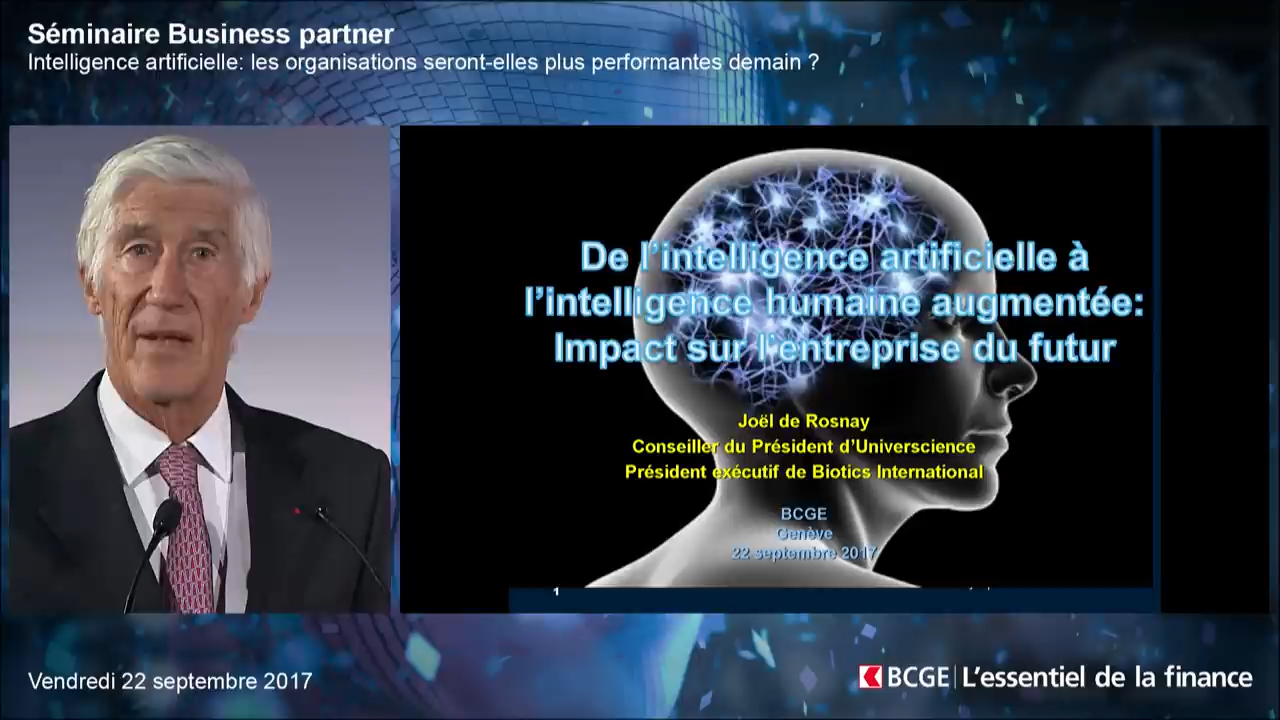 Séminaire Business partner
Intelligence artificielle: les organisations seront-elles plus performantes demain ?
De l'intelligence artificielle à
l'intelligence humaine augmentée:
Impact sur l'entreprise du futur
Joël de Rosnay
Conseiller du Président d'Universcience
Président exécutif de Biotics International
BCGE
Genève
22 septembre 2017
1
Vendredi 22 septembre 2017
BCGE L'essentiel de la finance